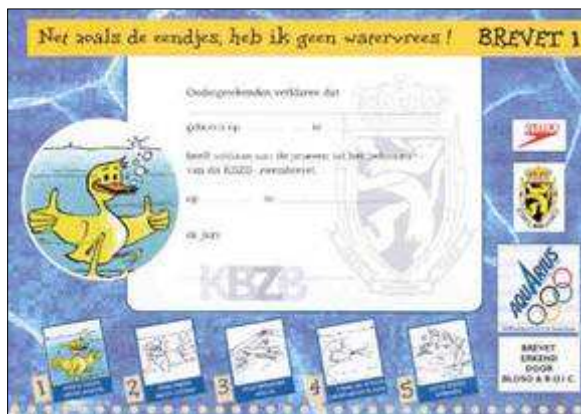 Net zoals de eendjes, heb ik geen watervrees !
BREVET 1
Ondergetekenden verklaren dat
geboren op te
heeft voldaan aan de proeven tot het bekomen
van dit KBZB- zwembrevet.
op te
de jury
KBZB
SPEEDO
AQUARIUS
BREVET
ERKEND
DOOR
BLOSO & B.O.I.C.
1
2
3
4
5